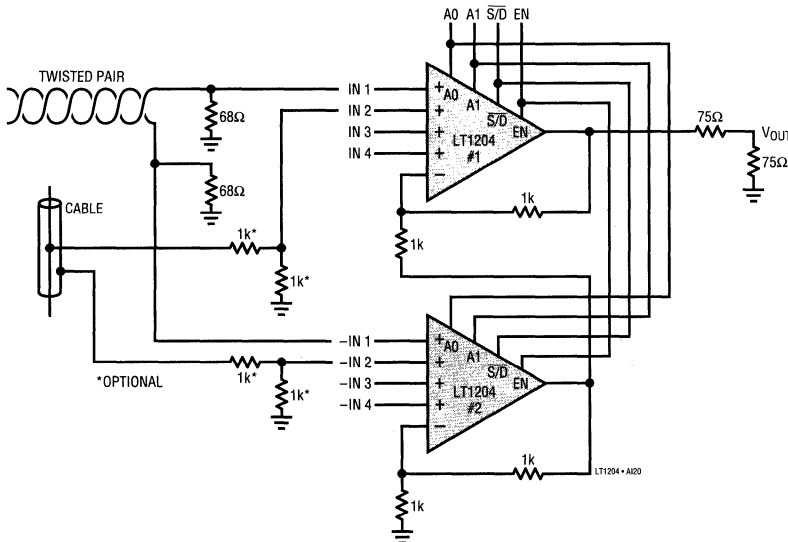 A0 A1 S/D EN
TWISTED PAIR
IN 1
IN 2
IN 3
IN 4
68Ω
68Ω
+ A0
+ A1
+ S/D
+ EN
−
LT1204
#1
75Ω
VOUT
75Ω
1k
1k
CABLE
1k*
1k*
*OPTIONAL
1k*
1k*
−IN 1
−IN 2
−IN 3
−IN 4
+ A0
+ A1
+ S/D
+ EN
−
LT1204
#2
1k
LT1204 • AI20
1k